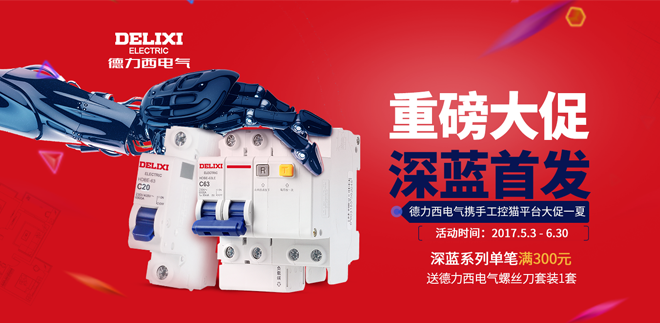 DELIXI
ELECTRIC
德力西电气
重磅大促
深蓝首发
德力西电气携手工控猫平台大促一夏
活动时间：2017.5.3 - 6.30
深蓝系列单笔满300元
送德力西电气螺丝刀套装1套
DELIXI
ELECTRIC
C20
DELIXI
ELECTRIC
C63
R